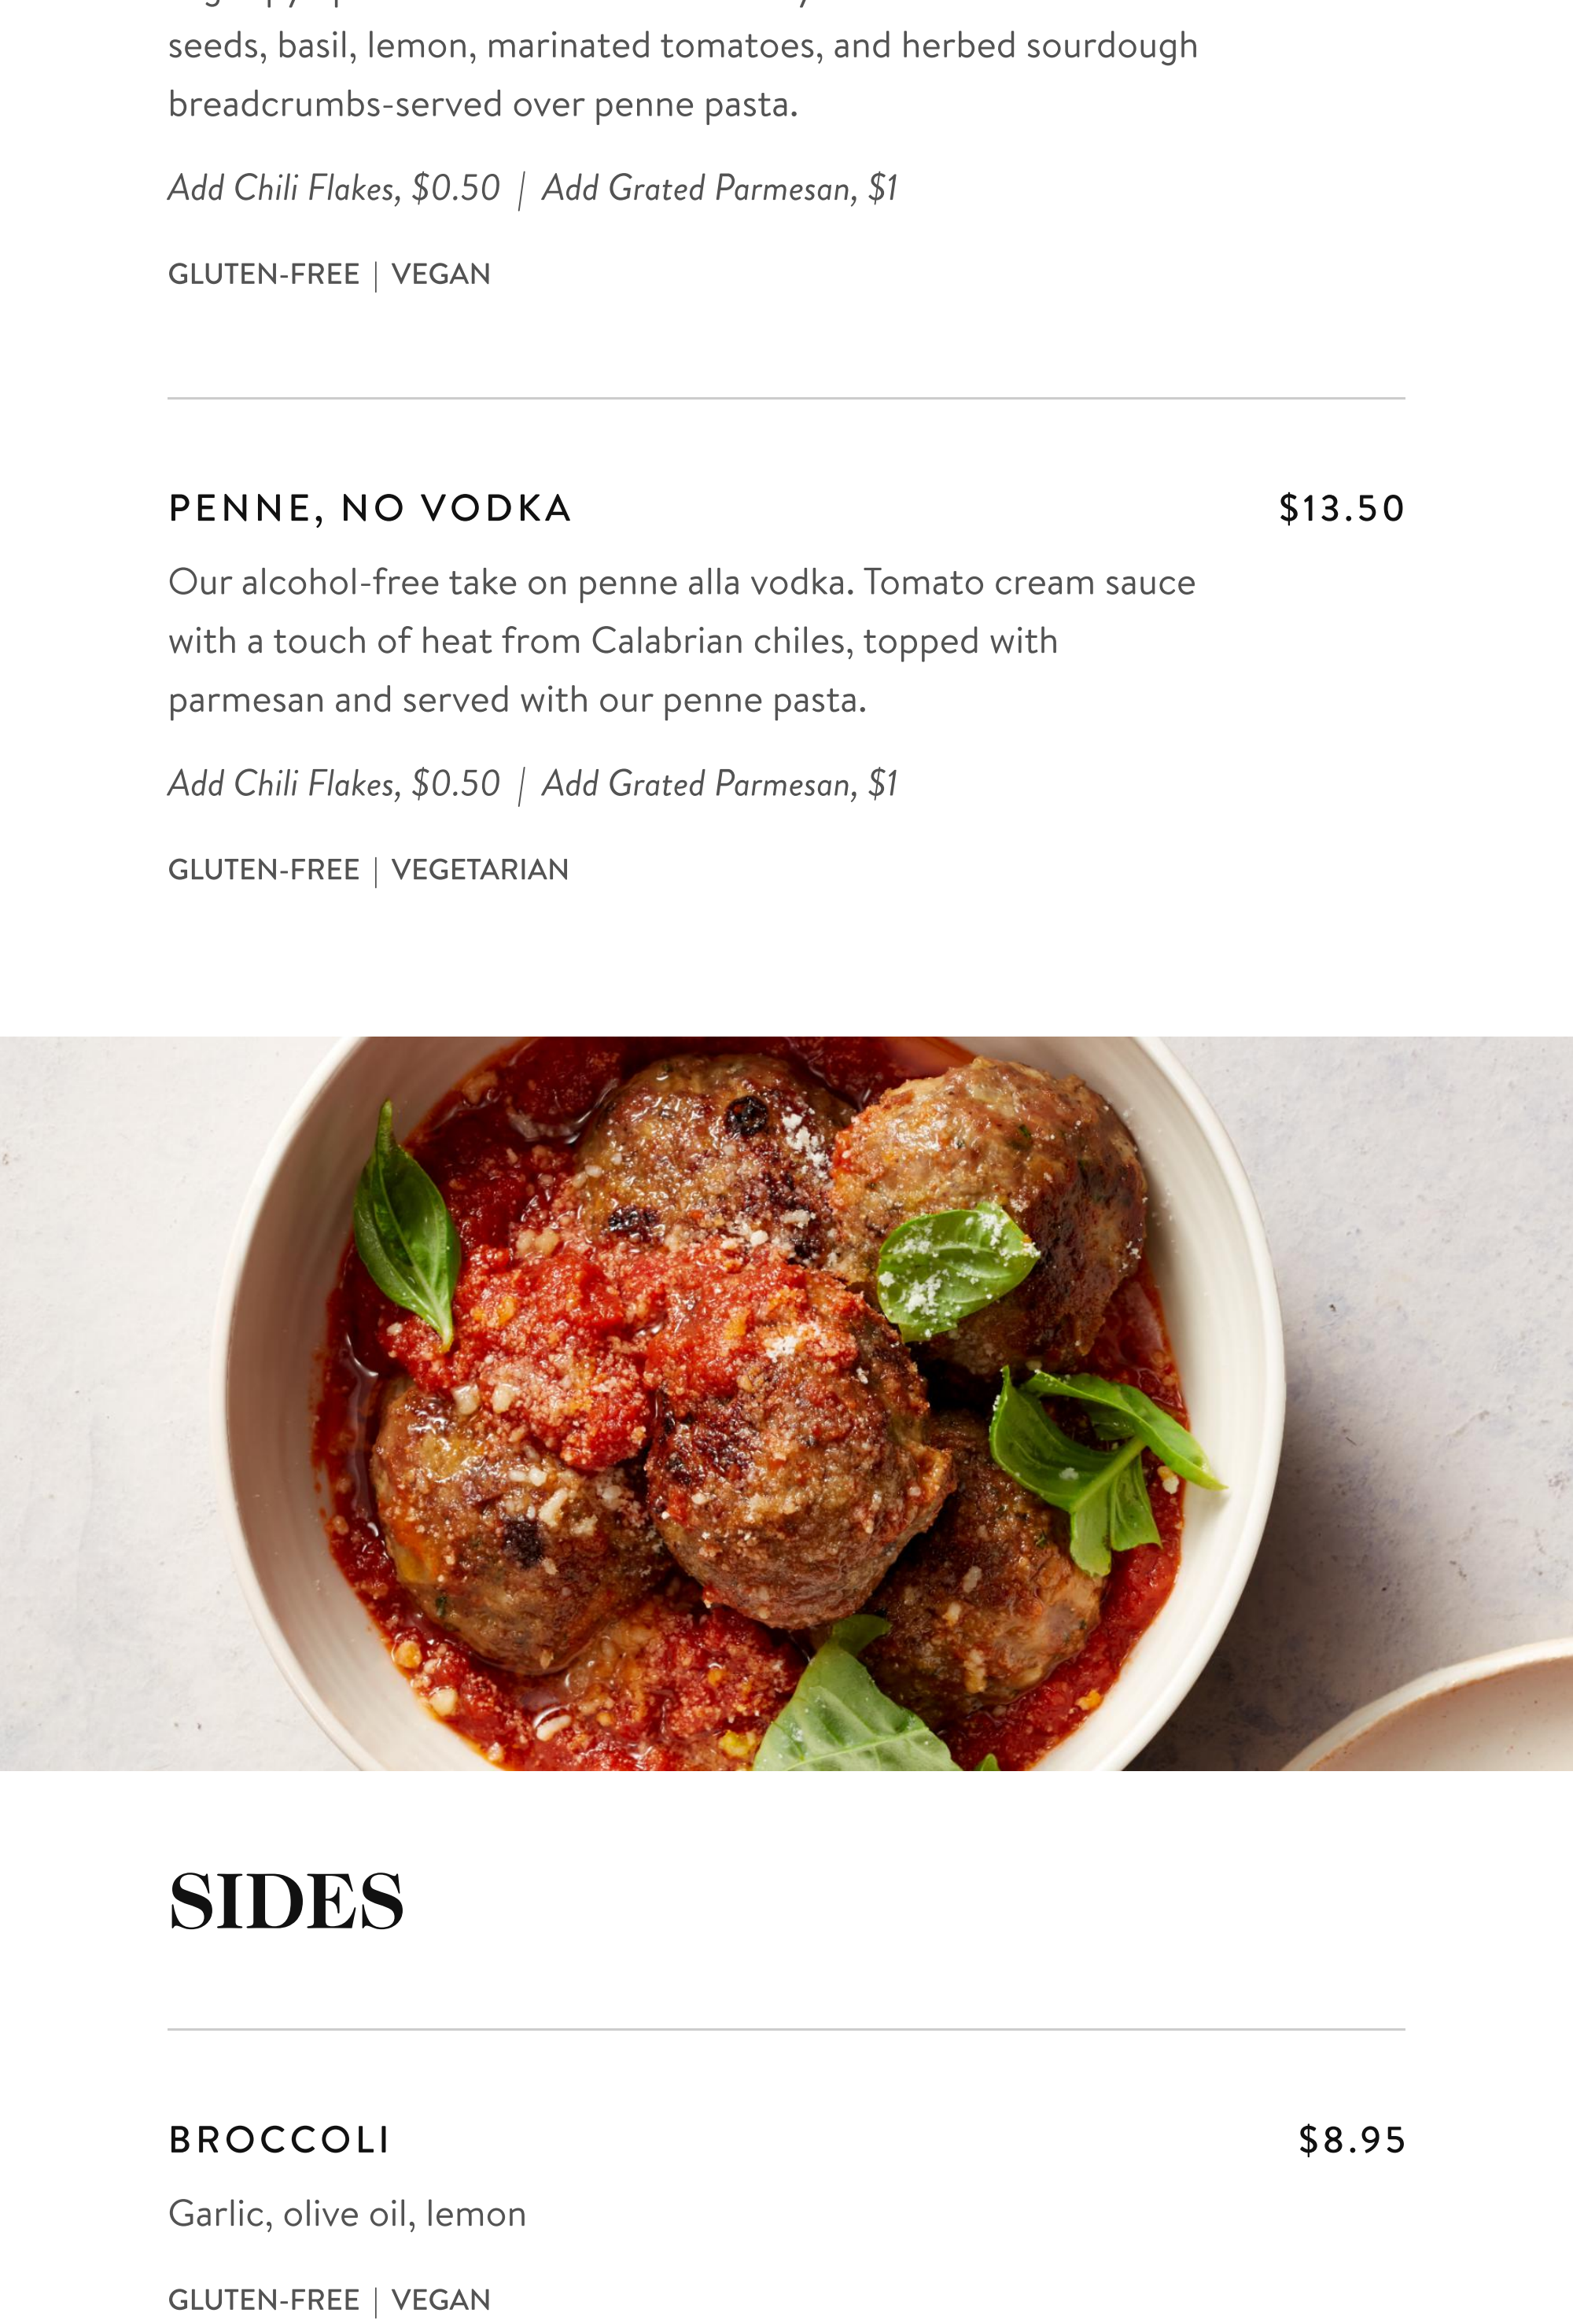 seeds, basil, lemon, marinated tomatoes, and herbed sourdough
breadcrumbs-served over penne pasta.
Add Chili Flakes, $0.50 | Add Grated Parmesan, $1
GLUTEN-FREE | VEGAN
PENNE, NO VODKA $13.50
Our alcohol-free take on penne alla vodka. Tomato cream sauce
with a touch of heat from Calabrian chiles, topped with
parmesan and served with our penne pasta.
Add Chili Flakes, $0.50 | Add Grated Parmesan, $1
GLUTEN-FREE | VEGETARIAN
SIDES
BROCCOLI $8.95
Garlic, olive oil, lemon
GLUTEN-FREE | VEGAN